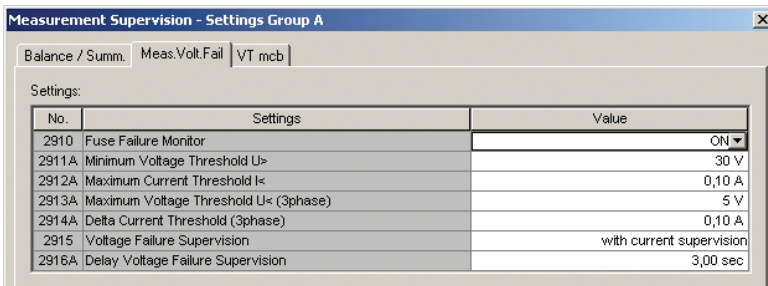 Measurement Supervision - Settings Group A
Balance / Summ. Meas.Volt.Fail VT mcb
Settings:
No. Settings Value
2910 Fuse Failure Monitor ON
2911A Minimum Voltage Threshold U> 30 V
2912A Maximum Current Threshold I< 0,10 A
2913A Maximum Voltage Threshold U< (3phase) 5 V
2914A Delta Current Threshold (3phase) 0,10 A
2915 Voltage Failure Supervision with current supervision
2916A Delay Voltage Failure Supervision 3,00 sec